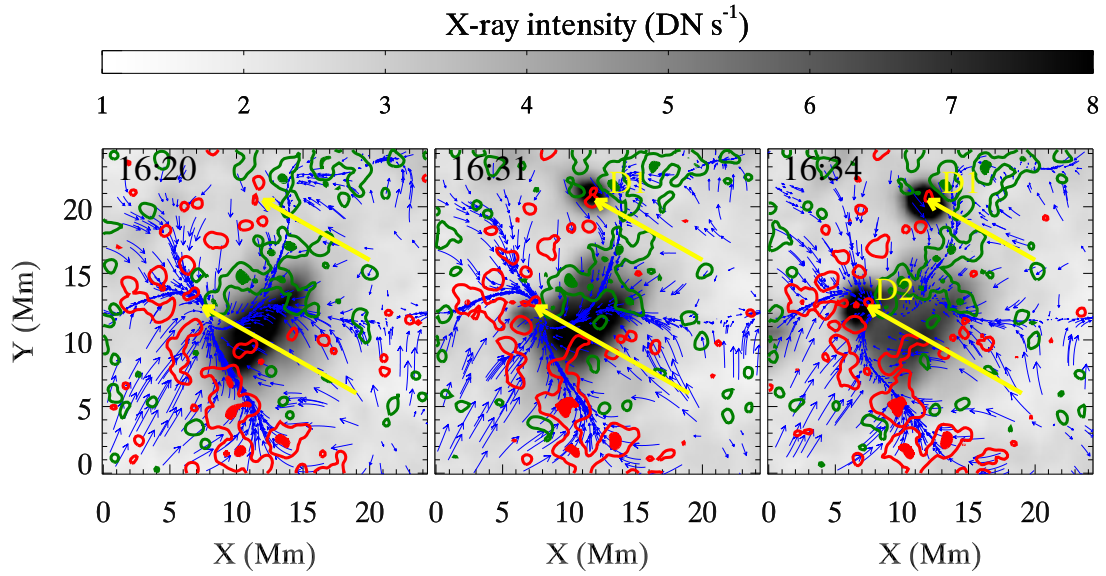 X-ray intensity (DN s⁻¹)
1 2 3 4 5 6 7 8
16:20 16:31 D1 16:34 D1
D2
20
15
10
5
0
Y (Mm)
0 5 10 15 20 0 5 10 15 20 0 5 10 15 20
X (Mm) X (Mm) X (Mm)